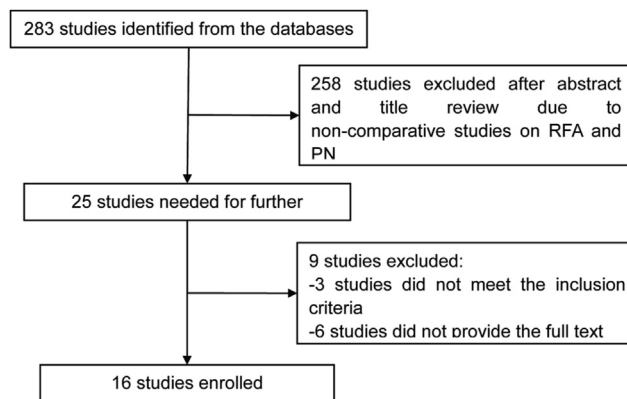 283 studies identified from the databases
258 studies excluded after abstract
and title review due to
non-comparative studies on RFA and
PN
25 studies needed for further
9 studies excluded:
-3 studies did not meet the inclusion
criteria
-6 studies did not provide the full text
16 studies enrolled